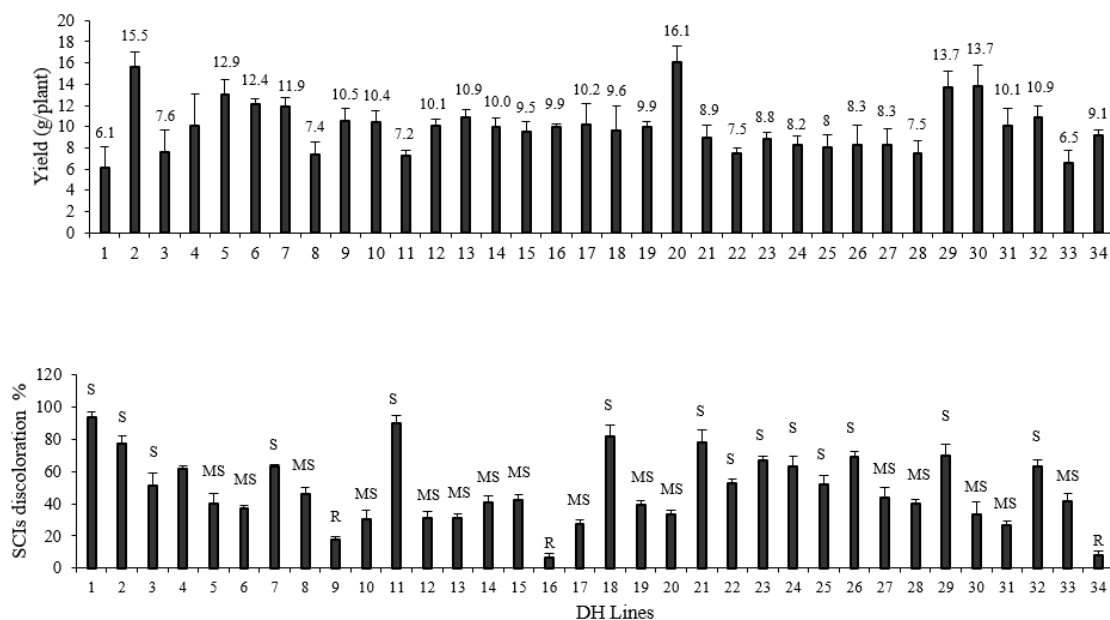 Yield (g/plant)
20
18
16
14
12
10
8
6
4
2
0
6.1 15.5 7.6 12.9 12.4 11.9 7.4 10.5 10.4 7.2 10.1 10.9 10.0 9.5 9.9 10.2 9.6 9.9 16.1 8.9 7.5 8.8 8.2 8 8.3 8.3 7.5 13.7 13.7 10.1 10.9 6.5 9.1
1 2 3 4 5 6 7 8 9 10 11 12 13 14 15 16 17 18 19 20 21 22 23 24 25 26 27 28 29 30 31 32 33 34
SCIs discoloration %
120
100
80
60
40
20
0
S S S MS MS S MS R MS S MS MS MS MS R MS S MS MS S S S S S S MS MS S MS MS S MS R
1 2 3 4 5 6 7 8 9 10 11 12 13 14 15 16 17 18 19 20 21 22 23 24 25 26 27 28 29 30 31 32 33 34
DH Lines